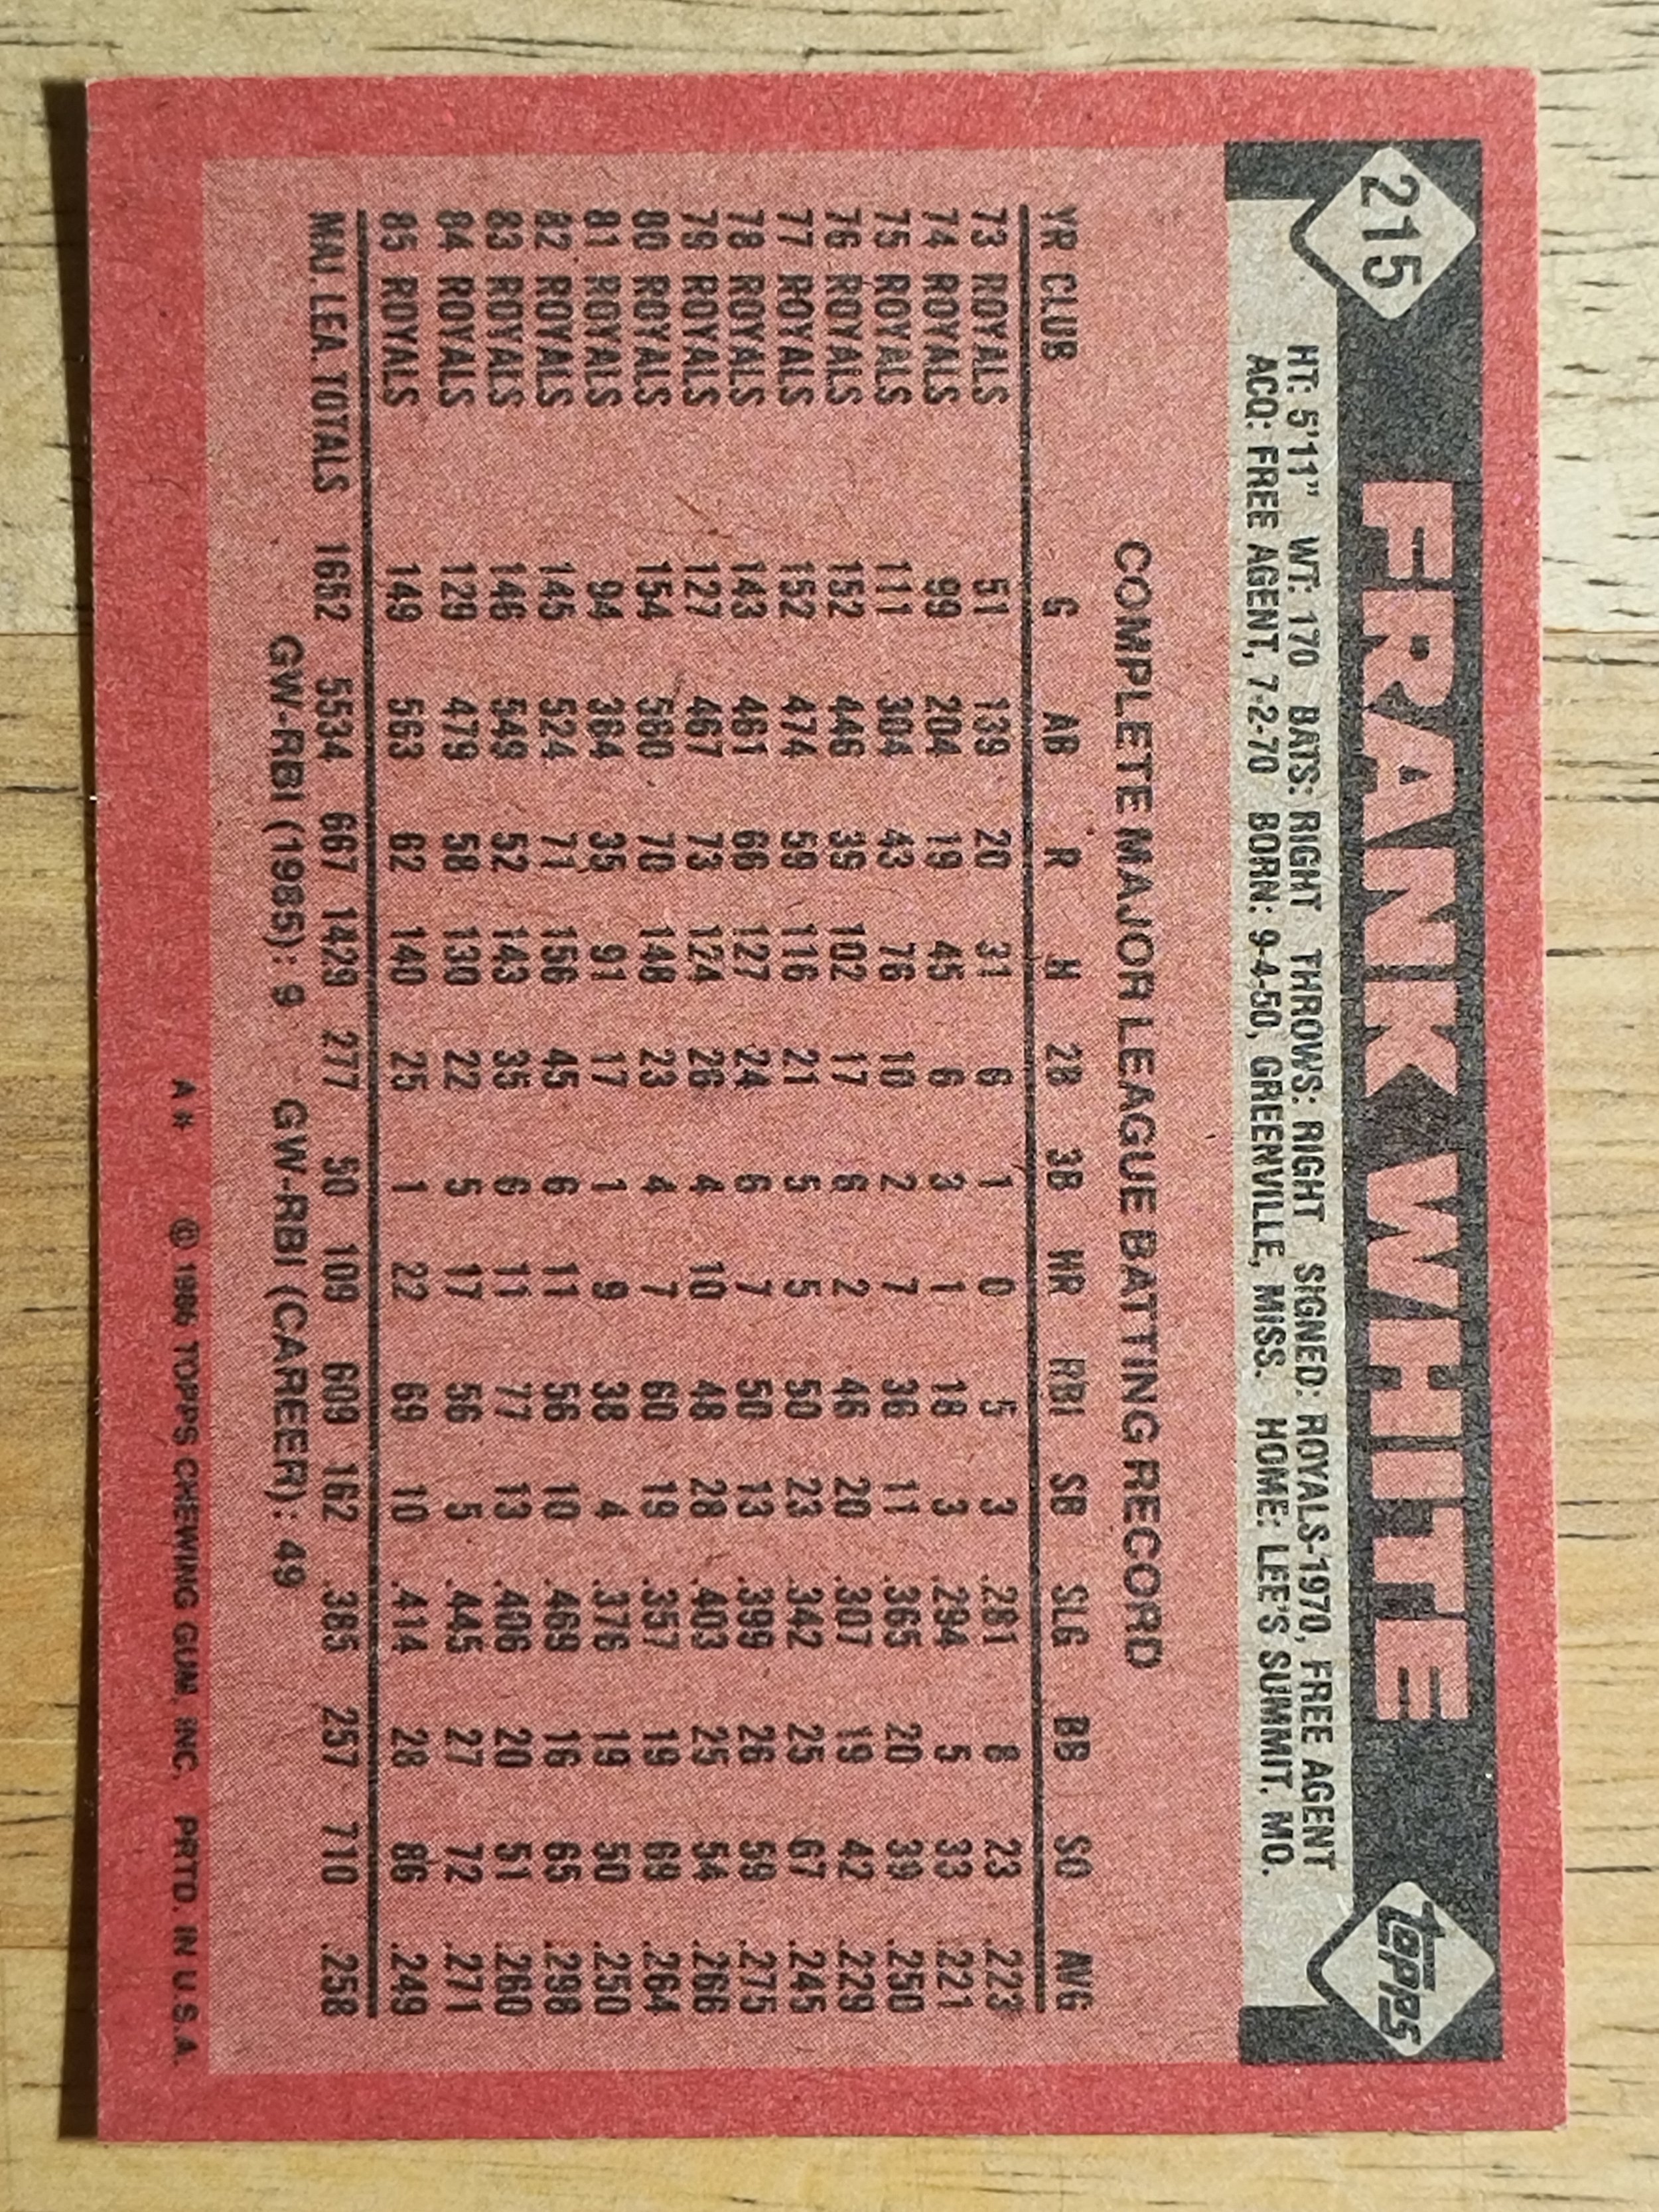 215
FRANK WHITE
topps
HT: 5'11" WT: 170 BATS: RIGHT THROWS: RIGHT SIGNED: ROYALS-1970, FREE AGENT
ACQ: FREE AGENT, 7-2-70 BORN: 9-4-50, GREENVILLE, MISS. HOME: LEE'S SUMMIT, MO.
COMPLETE MAJOR LEAGUE BATTING RECORD
YR CLUB G AB R H 2B 3B HR RBI SB SLG BB SO AVG
73 ROYALS 51 139 20 31 6 1 0 5 3 .281 8 23 .223
74 ROYALS 99 204 19 45 6 3 1 18 3 .294 5 33 .221
75 ROYALS 111 304 43 76 10 2 7 36 11 .365 20 39 .250
76 ROYALS 152 446 39 102 17 6 2 46 20 .307 19 42 .229
77 ROYALS 152 474 59 116 21 5 5 50 23 .342 25 67 .245
78 ROYALS 143 461 66 127 24 6 7 50 13 .399 26 59 .275
79 ROYALS 127 467 73 124 26 4 10 48 28 .403 25 54 .266
80 ROYALS 154 560 70 148 23 4 7 60 19 .357 19 69 .264
81 ROYALS 94 364 35 91 17 1 9 38 4 .376 19 50 .250
82 ROYALS 145 524 71 156 45 6 11 56 10 .469 16 65 .298
83 ROYALS 146 549 52 143 35 6 11 77 13 .406 20 51 .260
84 ROYALS 129 479 58 130 22 5 17 56 5 .445 27 72 .271
85 ROYALS 149 563 62 140 25 1 22 69 10 .414 28 86 .249
MAJ. LEA. TOTALS 1652 5534 667 1429 277 50 109 609 162 .385 257 710 .258
GW-RBI (1985): 9 GW-RBI (CAREER): 49
A* © 1986 TOPPS CHEWING GUM, INC. PRTD. IN U.S.A.